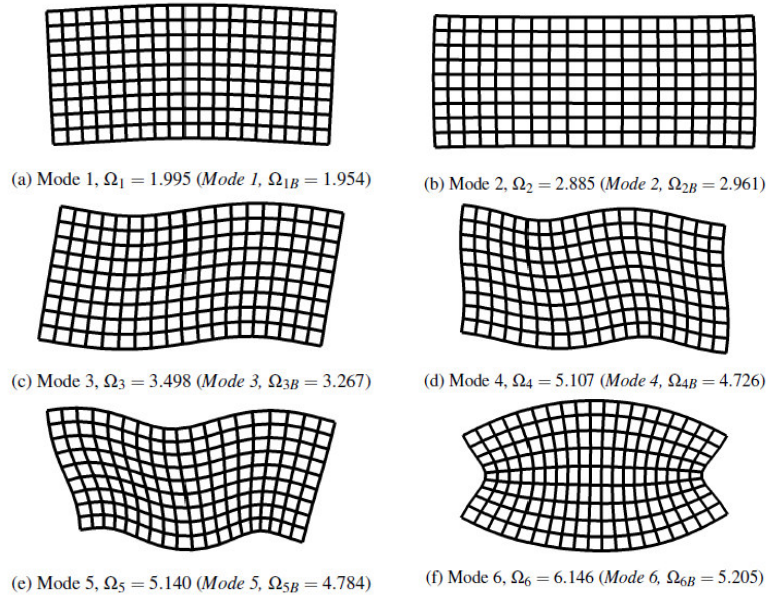 (a) Mode 1, Ω₁ = 1.995 (Mode 1, Ω₁B = 1.954)
(b) Mode 2, Ω₂ = 2.885 (Mode 2, Ω₂B = 2.961)
(c) Mode 3, Ω₃ = 3.498 (Mode 3, Ω₃B = 3.267)
(d) Mode 4, Ω₄ = 5.107 (Mode 4, Ω₄B = 4.726)
(e) Mode 5, Ω₅ = 5.140 (Mode 5, Ω₅B = 4.784)
(f) Mode 6, Ω₆ = 6.146 (Mode 6, Ω₆B = 5.205)